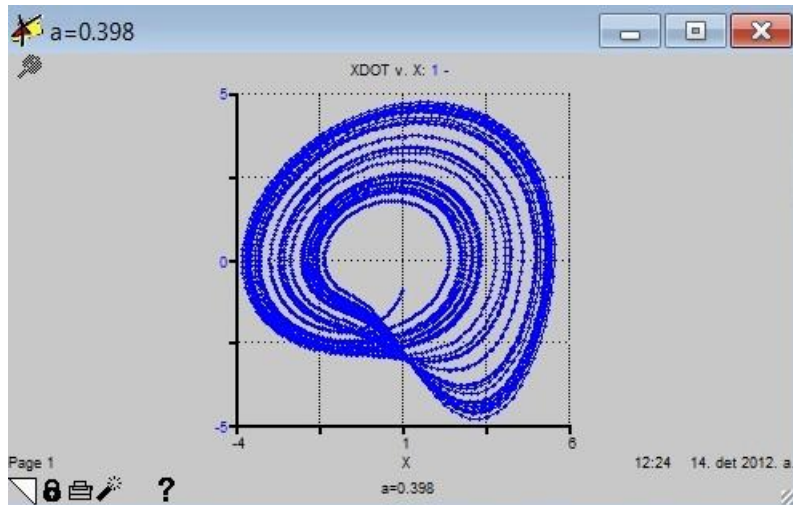 a=0.398
XDOT v. X: 1 -
5
0
-5
-4 1 6
X
Page 1
12:24 14. det 2012. a.
a=0.398
?